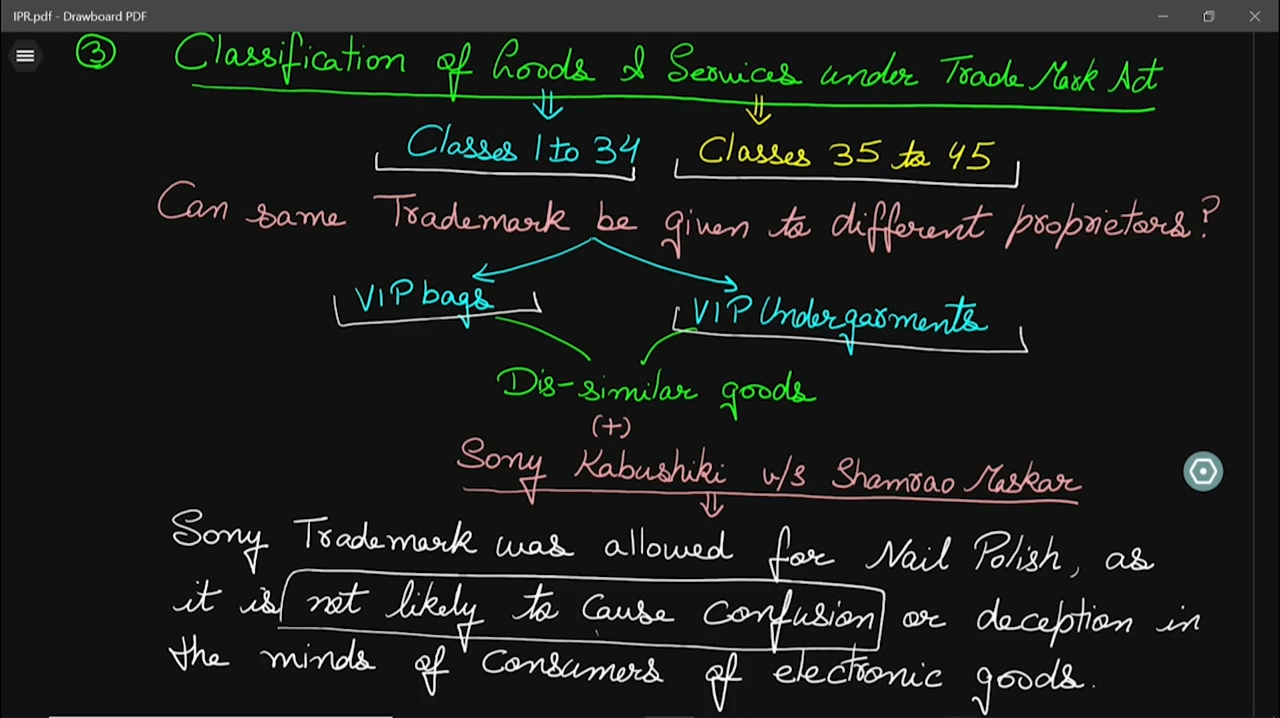 IPR.pdf - Drawboard PDF
③ Classification of Goods & Services under Trade Mark Act
Classes 1 to 34 Classes 35 to 45
Can same Trademark be given to different proprietors?
VIP bags VIP Undergarments
Dis-similar goods
(+)
Sony Kabushiki v/s Shamrao Maskar
Sony Trademark was allowed for Nail Polish, as
it is not likely to cause confusion or deception in
the minds of consumers of electronic goods.